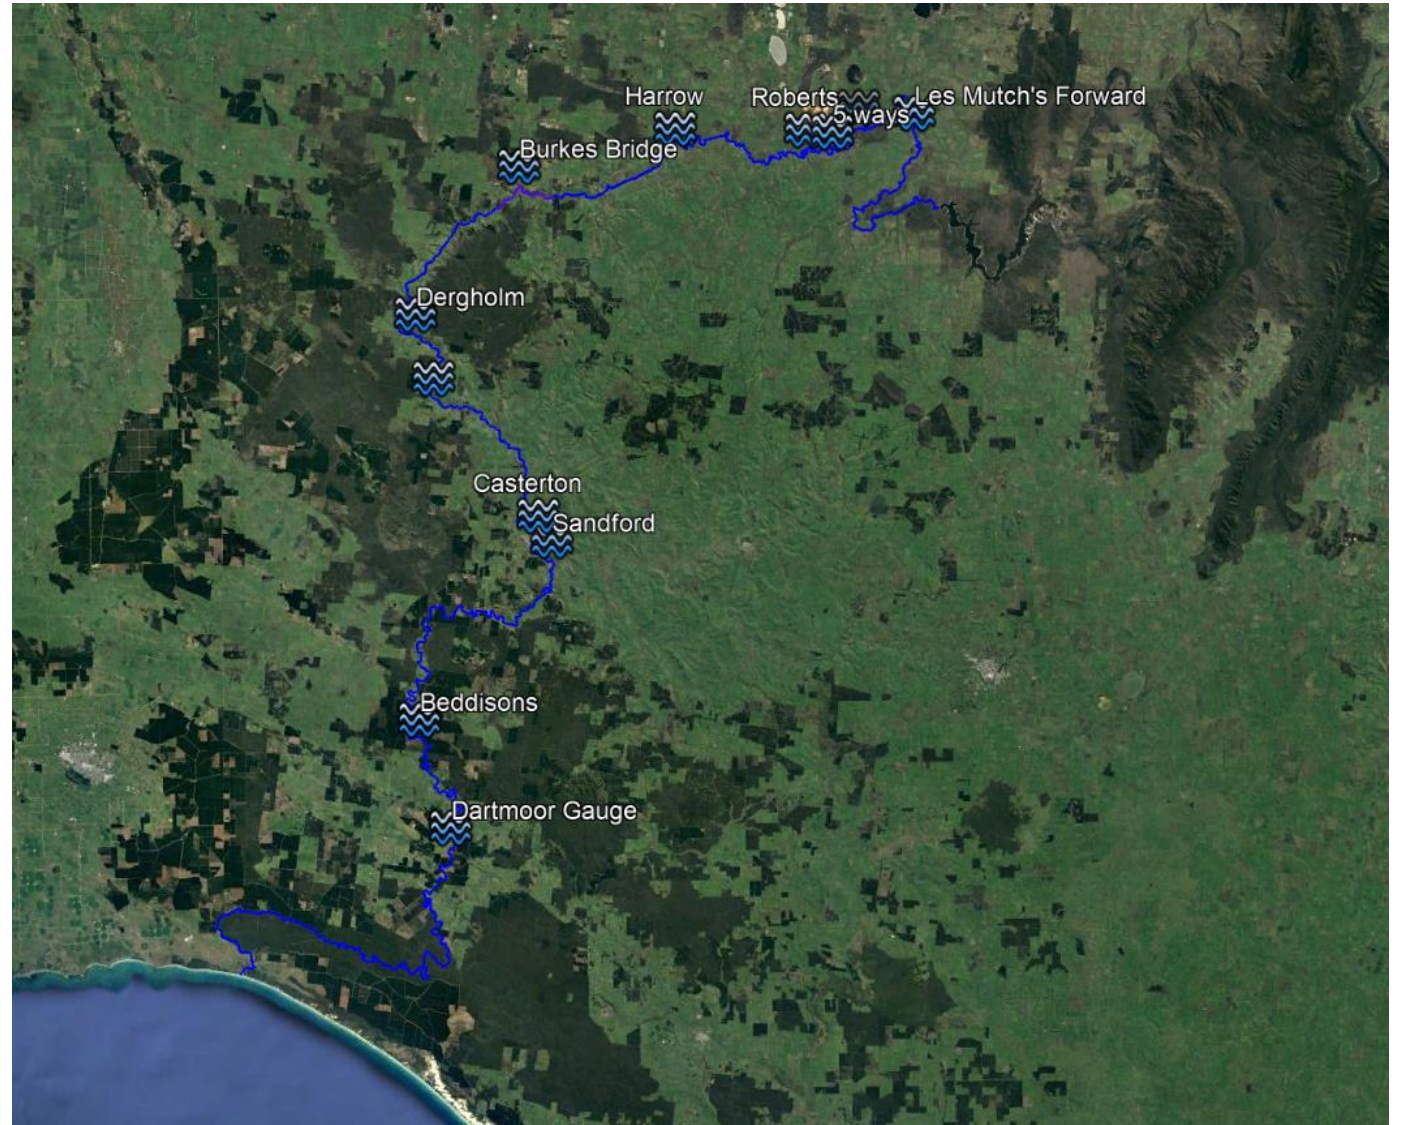 Harrow
Roberts
Les Mutch's Forward
5 ways
Burkes Bridge
Dergholm
Casterton
Sandford
Beddisons
Dartmoor Gauge